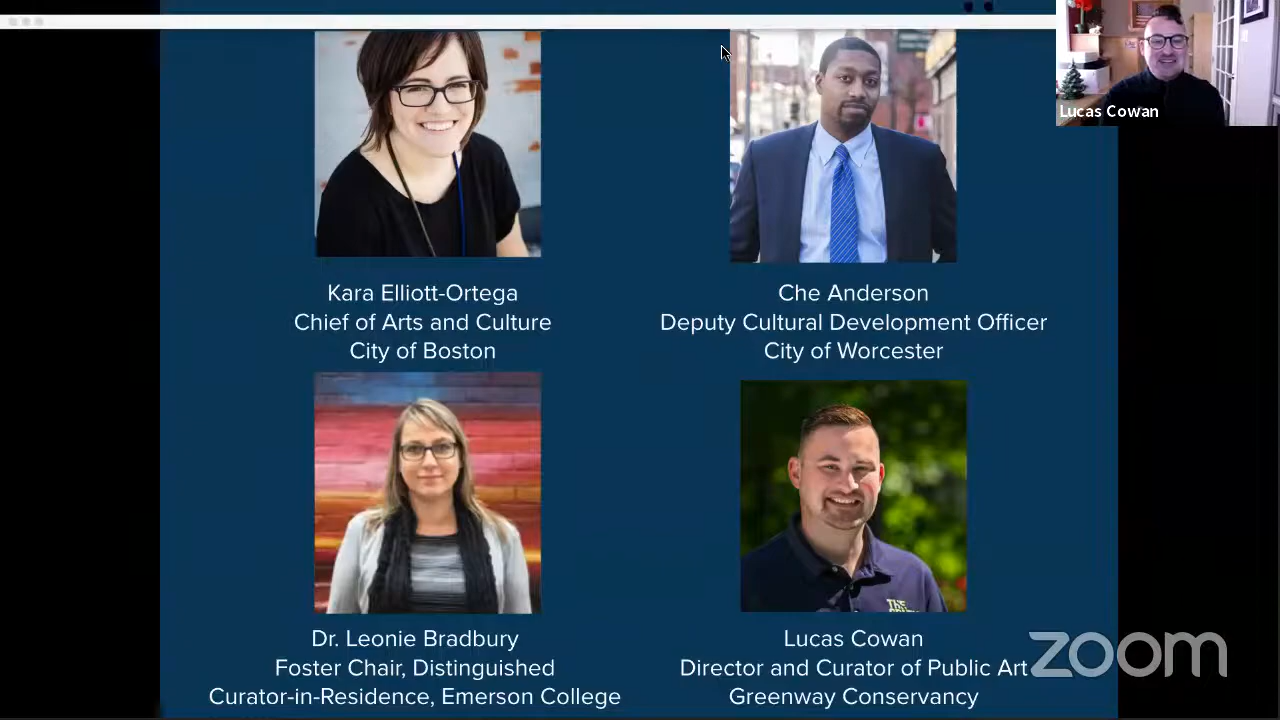 Lucas Cowan
Kara Elliott-Ortega
Chief of Arts and Culture
City of Boston
Che Anderson
Deputy Cultural Development Officer
City of Worcester
THE
Dr. Leonie Bradbury
Foster Chair, Distinguished
Curator-in-Residence, Emerson College
Lucas Cowan
Director and Curator of Public Art
Greenway Conservancy
zoom